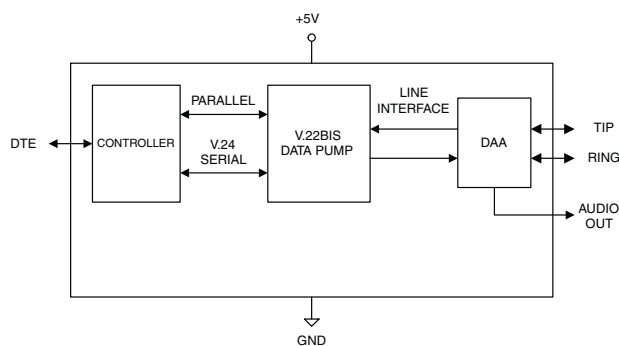 +5V
PARALLEL
LINE
INTERFACE
DTE
CONTROLLER
V.24
SERIAL
V.22BIS
DATA PUMP
DAA
TIP
RING
AUDIO
OUT
GND